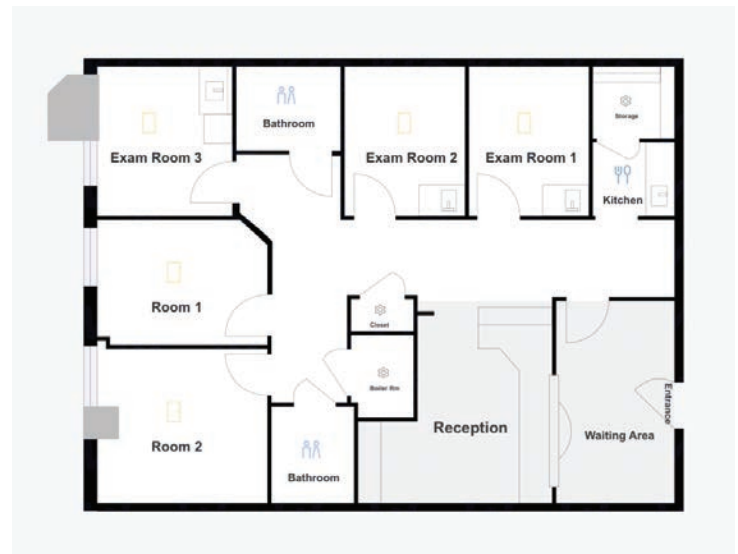 Bathroom
Storage
Exam Room 3
Exam Room 2
Exam Room 1
Kitchen
Room 1
Closet
Boiler Rm
Entrance
Reception
Waiting Area
Room 2
Bathroom